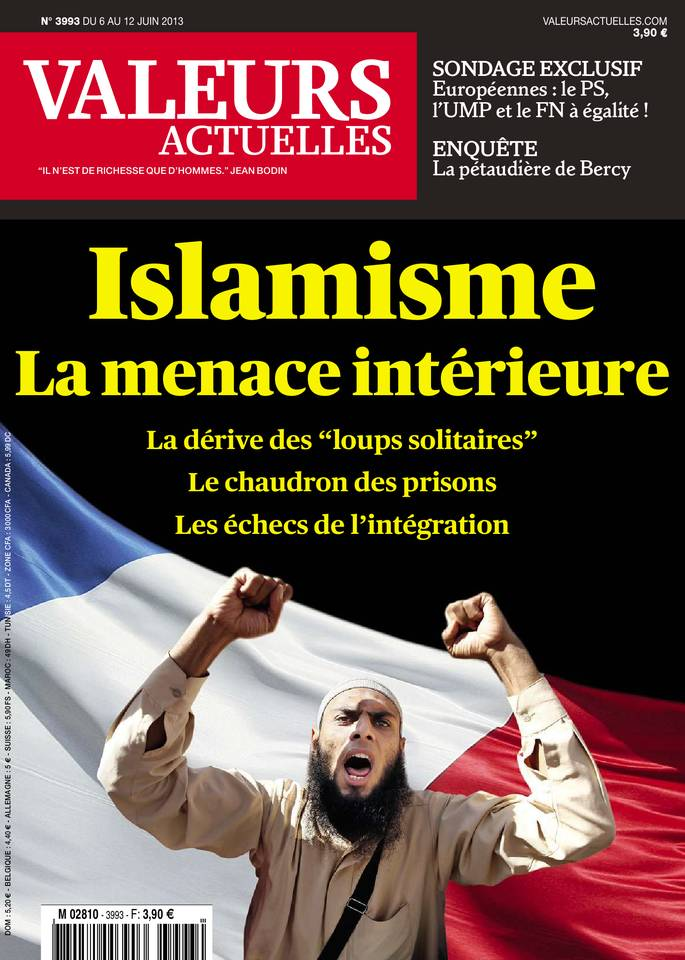 N° 3993 DU 6 AU 12 JUIN 2013
VALEURSACTUELLES.COM
3,90 €
VALEURS
ACTUELLES
“IL N’EST DE RICHESSE QUE D’HOMMES.” JEAN BODIN
SONDAGE EXCLUSIF
Européennes : le PS,
l’UMP et le FN à égalité !
ENQUÊTE
La pétaudière de Bercy
Islamisme
La menace intérieure
La dérive des “loups solitaires”
Le chaudron des prisons
Les échecs de l’intégration
DOM : 5,20 € - BELGIQUE : 4,40 € - ALLEMAGNE : 5 € - SUISSE : 5,90 FS - MAROC : 49 DH - TUNISIE : 4,5 DT - ZONE CFA : 3 000 CFA - CANADA : 5,99 DC
M 02810 - 3993 - F: 3,90 €